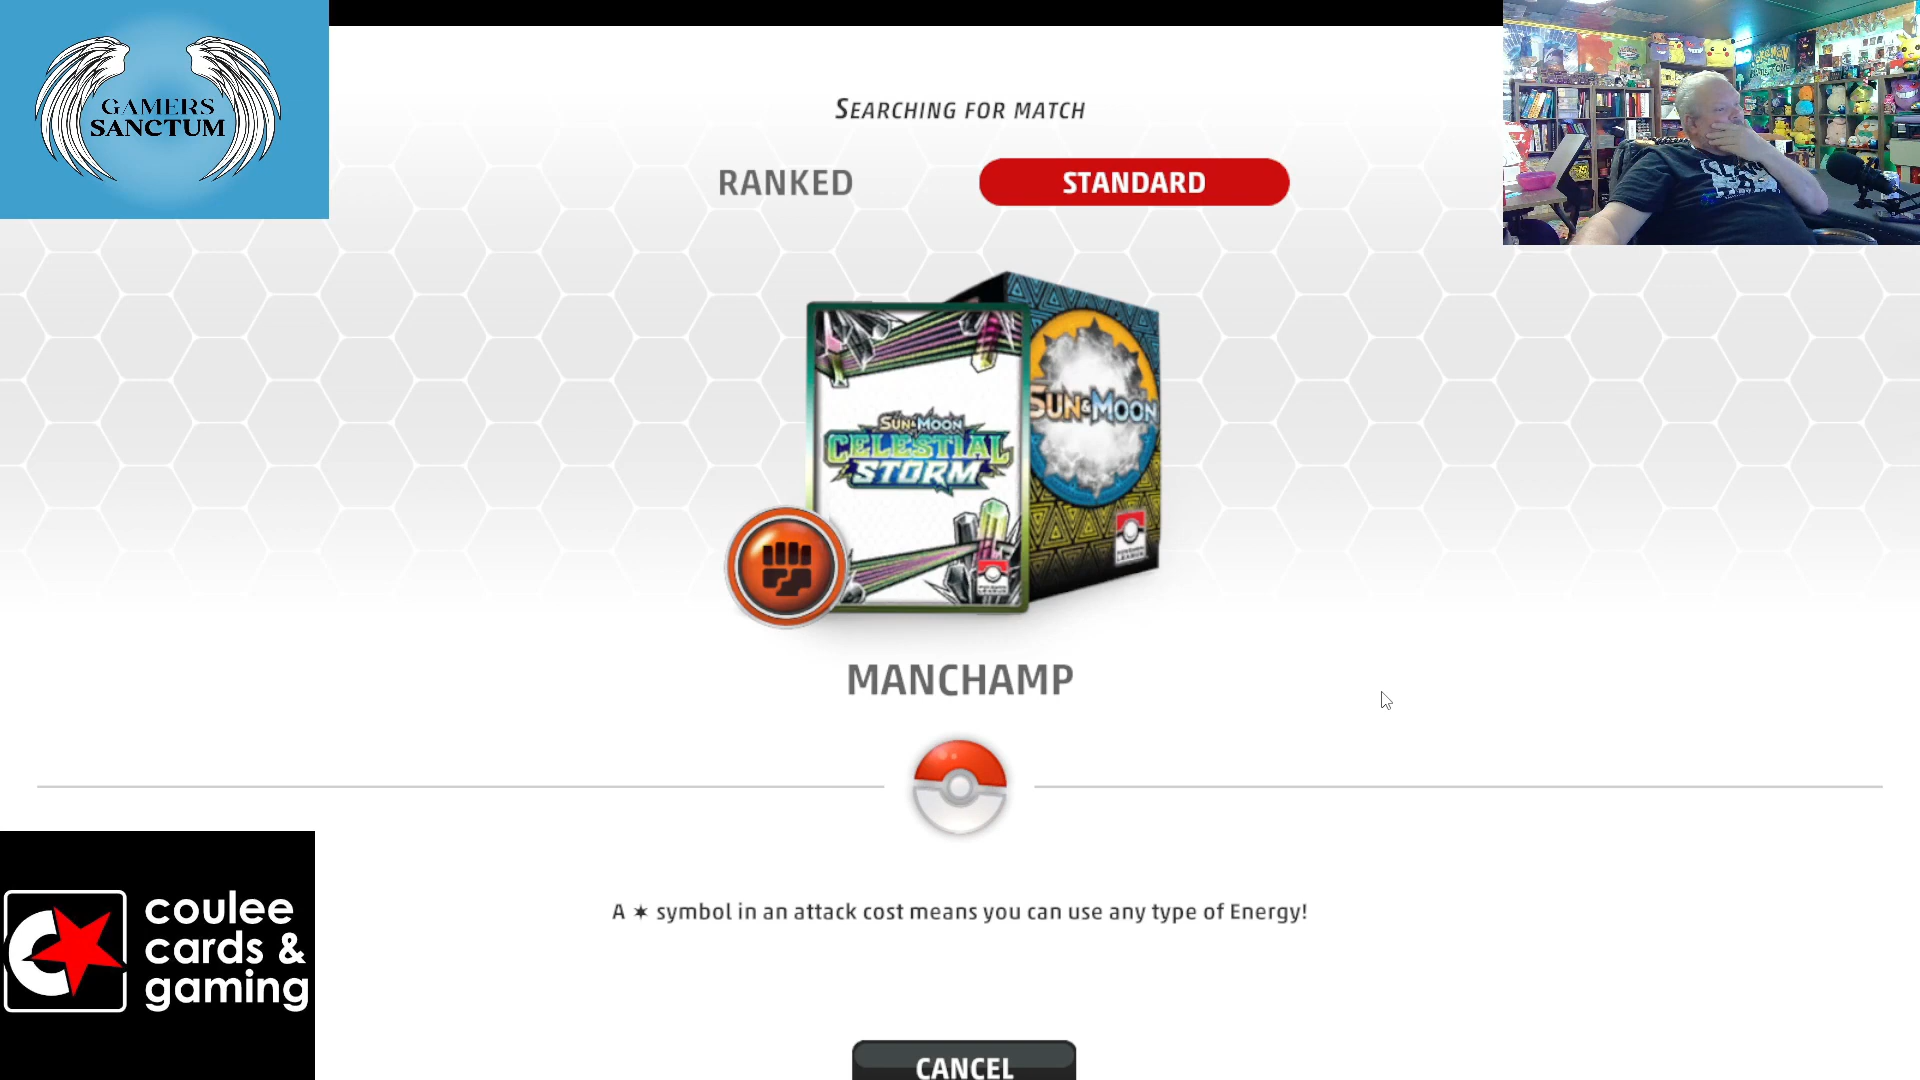 GAMERS
SANCTUM
SEARCHING FOR MATCH
RANKED
STANDARD
SUN & MOON
CELESTIAL
STORM
SUN & MOON
MANCHAMP
A ✶ symbol in an attack cost means you can use any type of Energy!
coulee
cards &
gaming
CANCEL